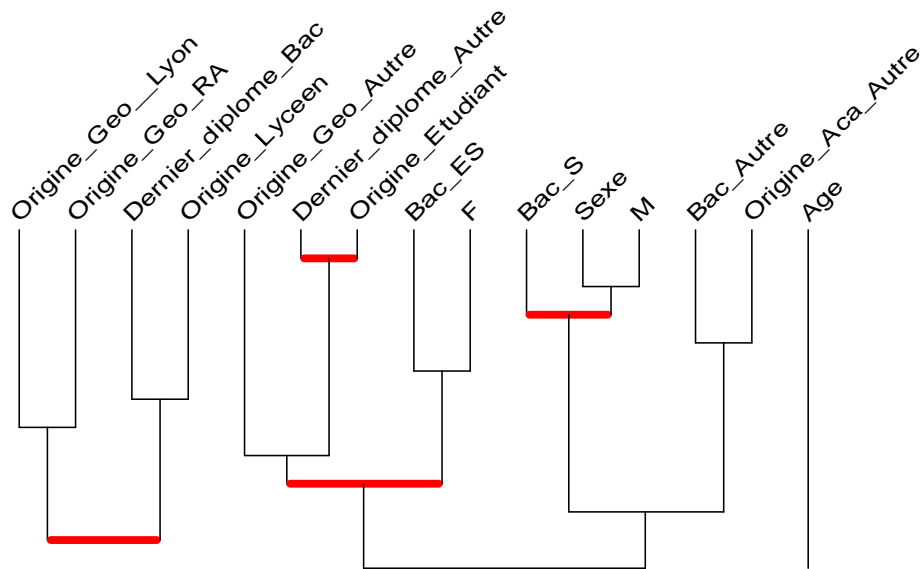 Origine_Geo__Lyon
Origine_Geo_RA
Dernier_diplome_Bac
Origine_Lyceen
Origine_Geo_Autre
Dernier_diplome_Autre
Origine_Etudiant
Bac_ES
F
Bac_S
Sexe
M
Bac_Autre
Origine_Aca_Autre
Age